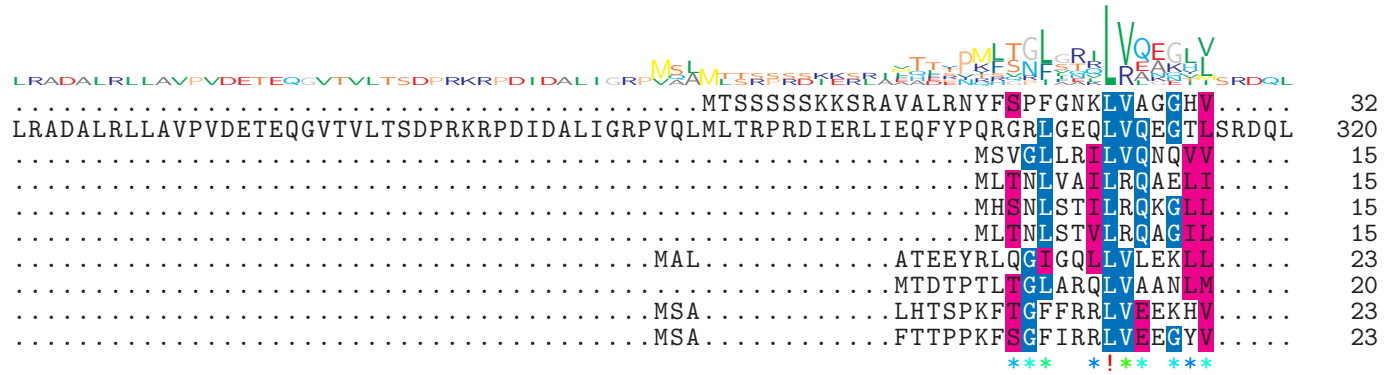 LRADALRLLAVPVDETEQGVTVLTSDPRKRPDIDALIGRP
...........................................MTSSSSSKKSRAVALRNYFSPFGNKLVAGGHV..... 32
LRADALRLLAVPVDETEQGVTVLTSDPRKRPDIDALIGRPVQLMLTRPRDIERLIEQFYPQRGRLGEQLVQEGTLSRDQL 320
............................................................MSVGLLRILVQNQVV..... 15
............................................................MLTNLVAILRQAELI..... 15
............................................................MHSNLSTILRQKGLL..... 15
............................................................MLTNLSTVLRQAGIL..... 15
........................................MAL............ATEEYRLQGIGQLLVLEKLL..... 23
.......................................................MTDTPTLTGLARQLVAANLM..... 20
........................................MSA............LHTSPKFTGFFRRLVEEKHV..... 23
........................................MSA............FTTPPKFSGFIRRLVEEGYV..... 23
*** *!** ***